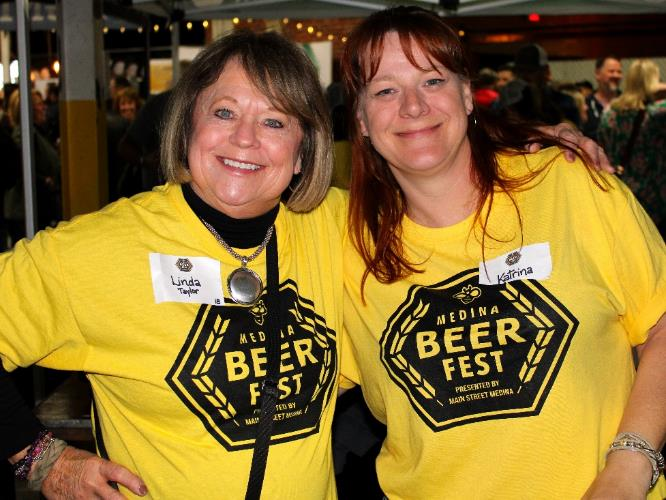 Linda
Taylor
18
MEDINA
BEER
FEST
PRESENTED BY
MAIN STREET MEDINA
Katrina
MEDINA
BEER
FEST
PRESENTED BY
MAIN STREET MEDINA